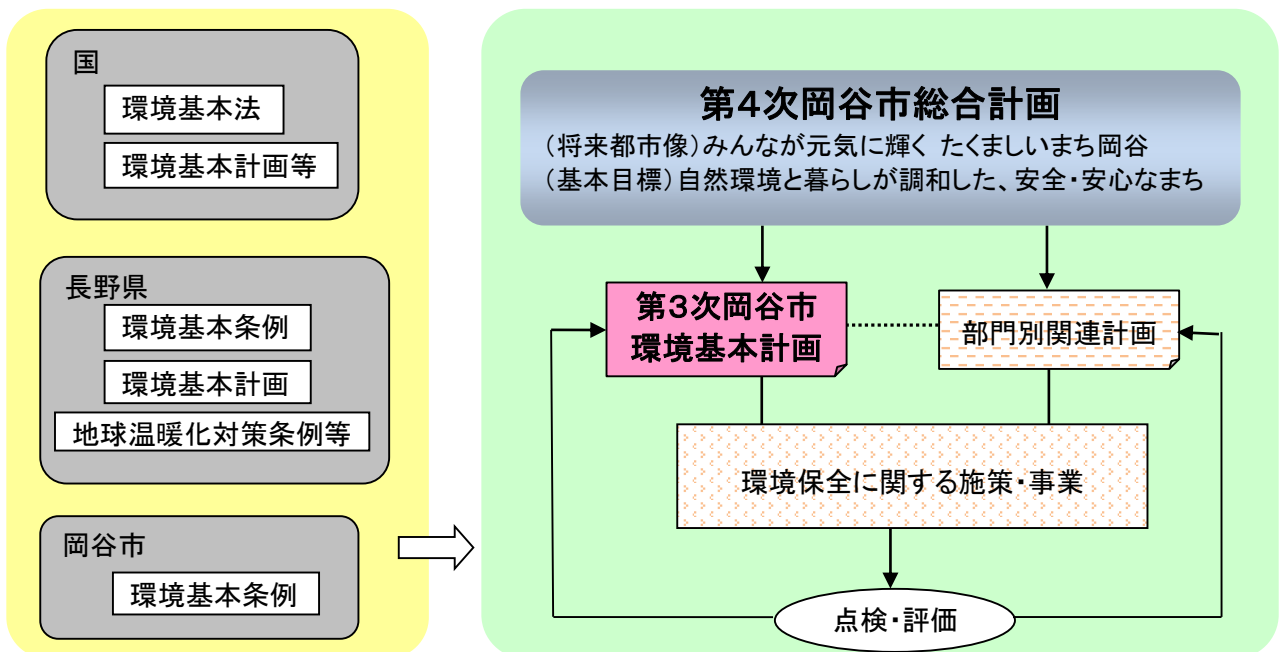 国
環境基本法
環境基本計画等
長野県
環境基本条例
環境基本計画
地球温暖化対策条例等
岡谷市
環境基本条例
第4次岡谷市総合計画
(将来都市像)みんなが元気に輝く たくましいまち岡谷
(基本目標)自然環境と暮らしが調和した、安全・安心なまち
第3次岡谷市
環境基本計画
部門別関連計画
環境保全に関する施策・事業
点検・評価